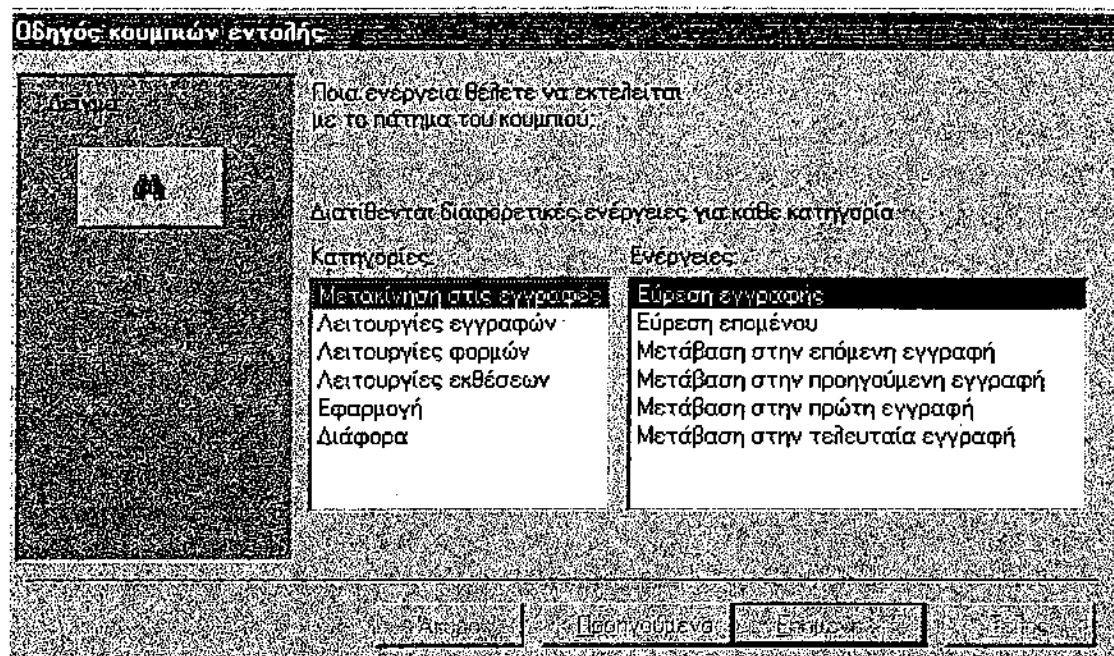 Οδηγός κουμπιών εντολής
Δείγμα:
Ποια ενέργεια θέλετε να εκτελείται
με το πάτημα του κουμπιού;
Διατίθενται διαφορετικές ενέργειες για κάθε κατηγορία
Κατηγορίες: Ενέργειες:
Μετακίνηση στις εγγραφές Εύρεση εγγραφής
Λειτουργίες εγγραφών Εύρεση επομένου
Λειτουργίες φορμών Μετάβαση στην επόμενη εγγραφή
Λειτουργίες εκθέσεων Μετάβαση στην προηγούμενη εγγραφή
Εφαρμογή Μετάβαση στην πρώτη εγγραφή
Διάφορα Μετάβαση στην τελευταία εγγραφή
Προηγούμενο